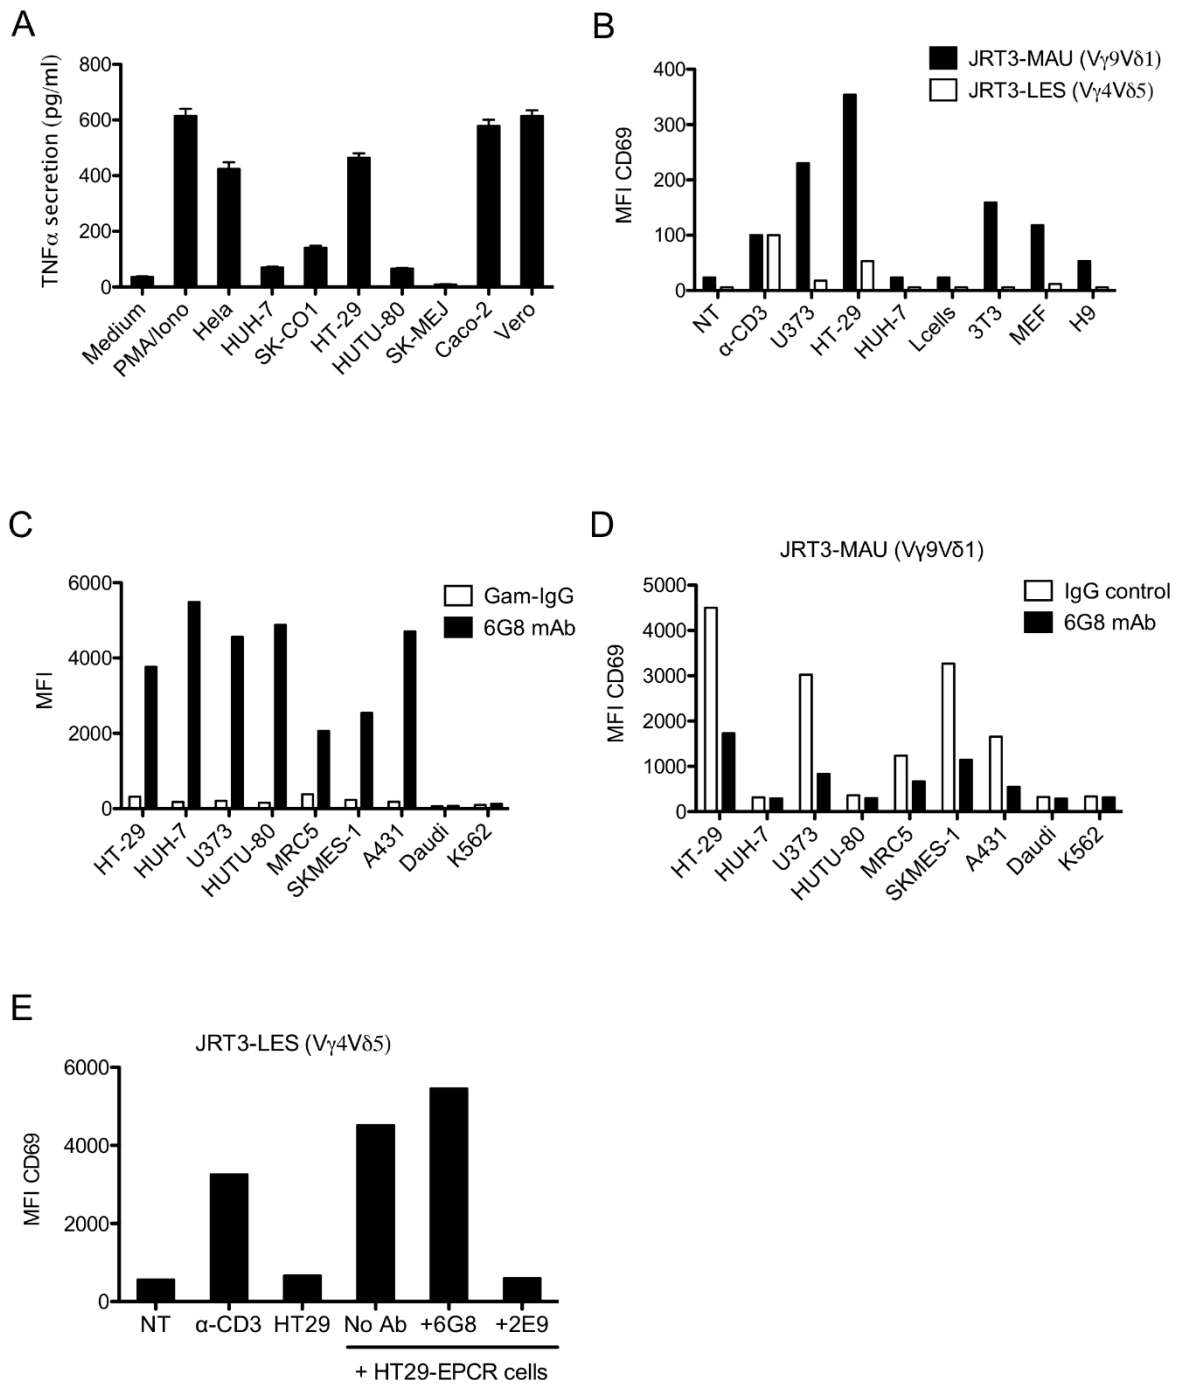 A
TNFα secretion (pg/ml)
800
600
400
200
0
Medium
PMA/Iono
Hela
HUH-7
SK-CO1
HT-29
HUTU-80
SK-MEJ
Caco-2
Vero
B
JRT3-MAU (Vγ9Vδ1)
JRT3-LES (Vγ4Vδ5)
MFI CD69
400
300
200
100
0
NT
α-CD3
U373
HT-29
HUH-7
Lcells
3T3
MEF
H9
C
Gam-IgG
6G8 mAb
MFI
6000
4000
2000
0
HT-29
HUH-7
U373
HUTU-80
MRC5
SKMES-1
A431
Daudi
K562
D
JRT3-MAU (Vγ9Vδ1)
IgG control
6G8 mAb
MFI CD69
5000
4000
3000
2000
1000
0
HT-29
HUH-7
U373
HUTU-80
MRC5
SKMES-1
A431
Daudi
K562
E
JRT3-LES (Vγ4Vδ5)
MFI CD69
6000
4000
2000
0
NT
α-CD3
HT29
No Ab
+6G8
+2E9
+ HT29-EPCR cells